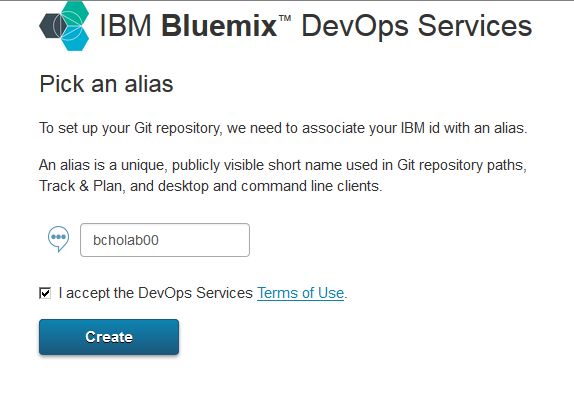 IBM Bluemix™ DevOps Services
Pick an alias
To set up your Git repository, we need to associate your IBM id with an alias.
An alias is a unique, publicly visible short name used in Git repository paths,
Track & Plan, and desktop and command line clients.
bcholab00
I accept the DevOps Services Terms of Use.
Create